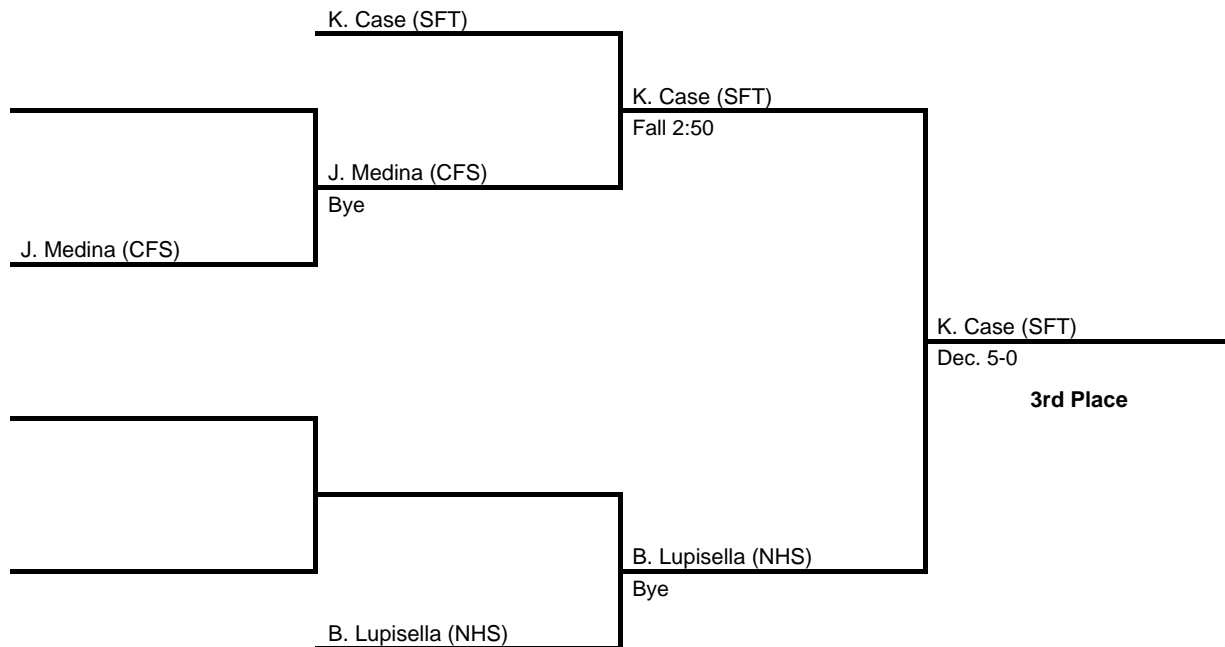 K. Case (SFT)
K. Case (SFT)
Fall 2:50
J. Medina (CFS)
Bye
J. Medina (CFS)
K. Case (SFT)
Dec. 5-0
3rd Place
B. Lupisella (NHS)
Bye
B. Lupisella (NHS)